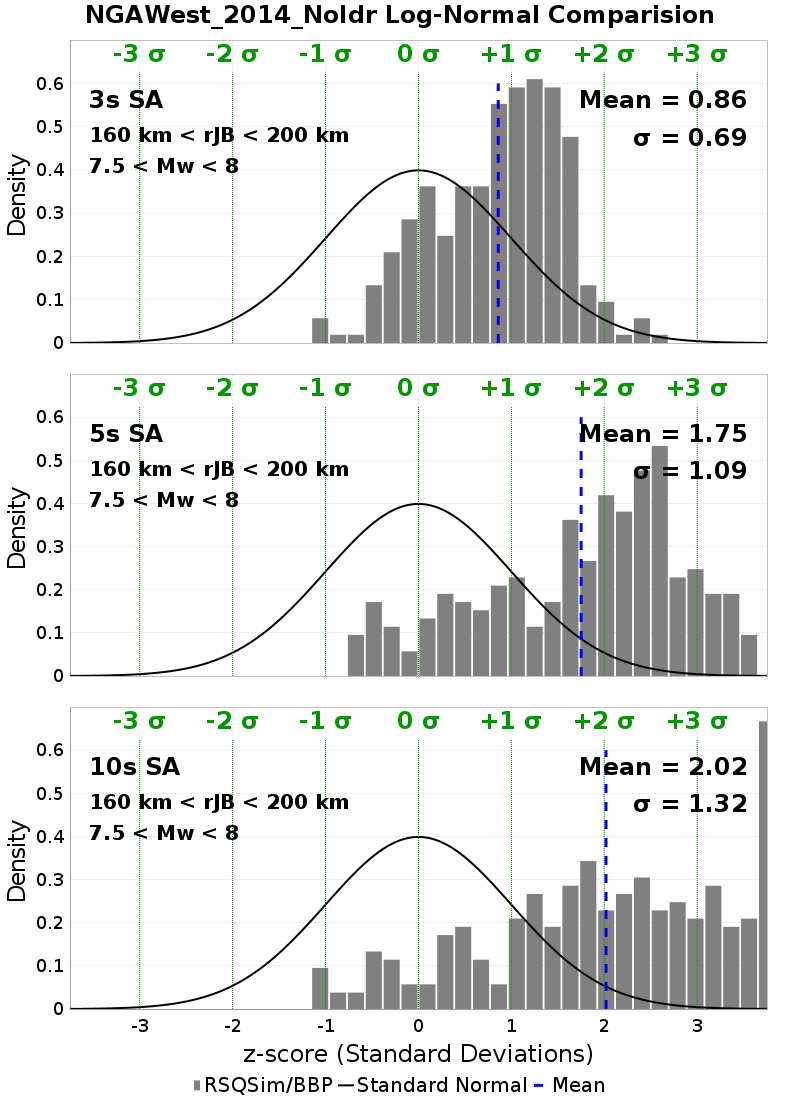 NGAWest_2014_NoIdr Log-Normal Comparision
-3 σ -2 σ -1 σ 0 σ +1 σ +2 σ +3 σ
0.6
3s SA Mean = 0.86
0.5
160 km < rJB < 200 km σ = 0.69
7.5 < Mw < 8
0.4
0.3
0.2
0.1
0
Density
-3 σ -2 σ -1 σ 0 σ +1 σ +2 σ +3 σ
0.6
5s SA Mean = 1.75
0.5
160 km < rJB < 200 km σ = 1.09
7.5 < Mw < 8
0.4
0.3
0.2
0.1
0
Density
-3 σ -2 σ -1 σ 0 σ +1 σ +2 σ +3 σ
0.6
10s SA Mean = 2.02
0.5
160 km < rJB < 200 km σ = 1.32
7.5 < Mw < 8
0.4
0.3
0.2
0.1
0
Density
-3 -2 -1 0 1 2 3
z-score (Standard Deviations)
RSQSim/BBP Standard Normal Mean